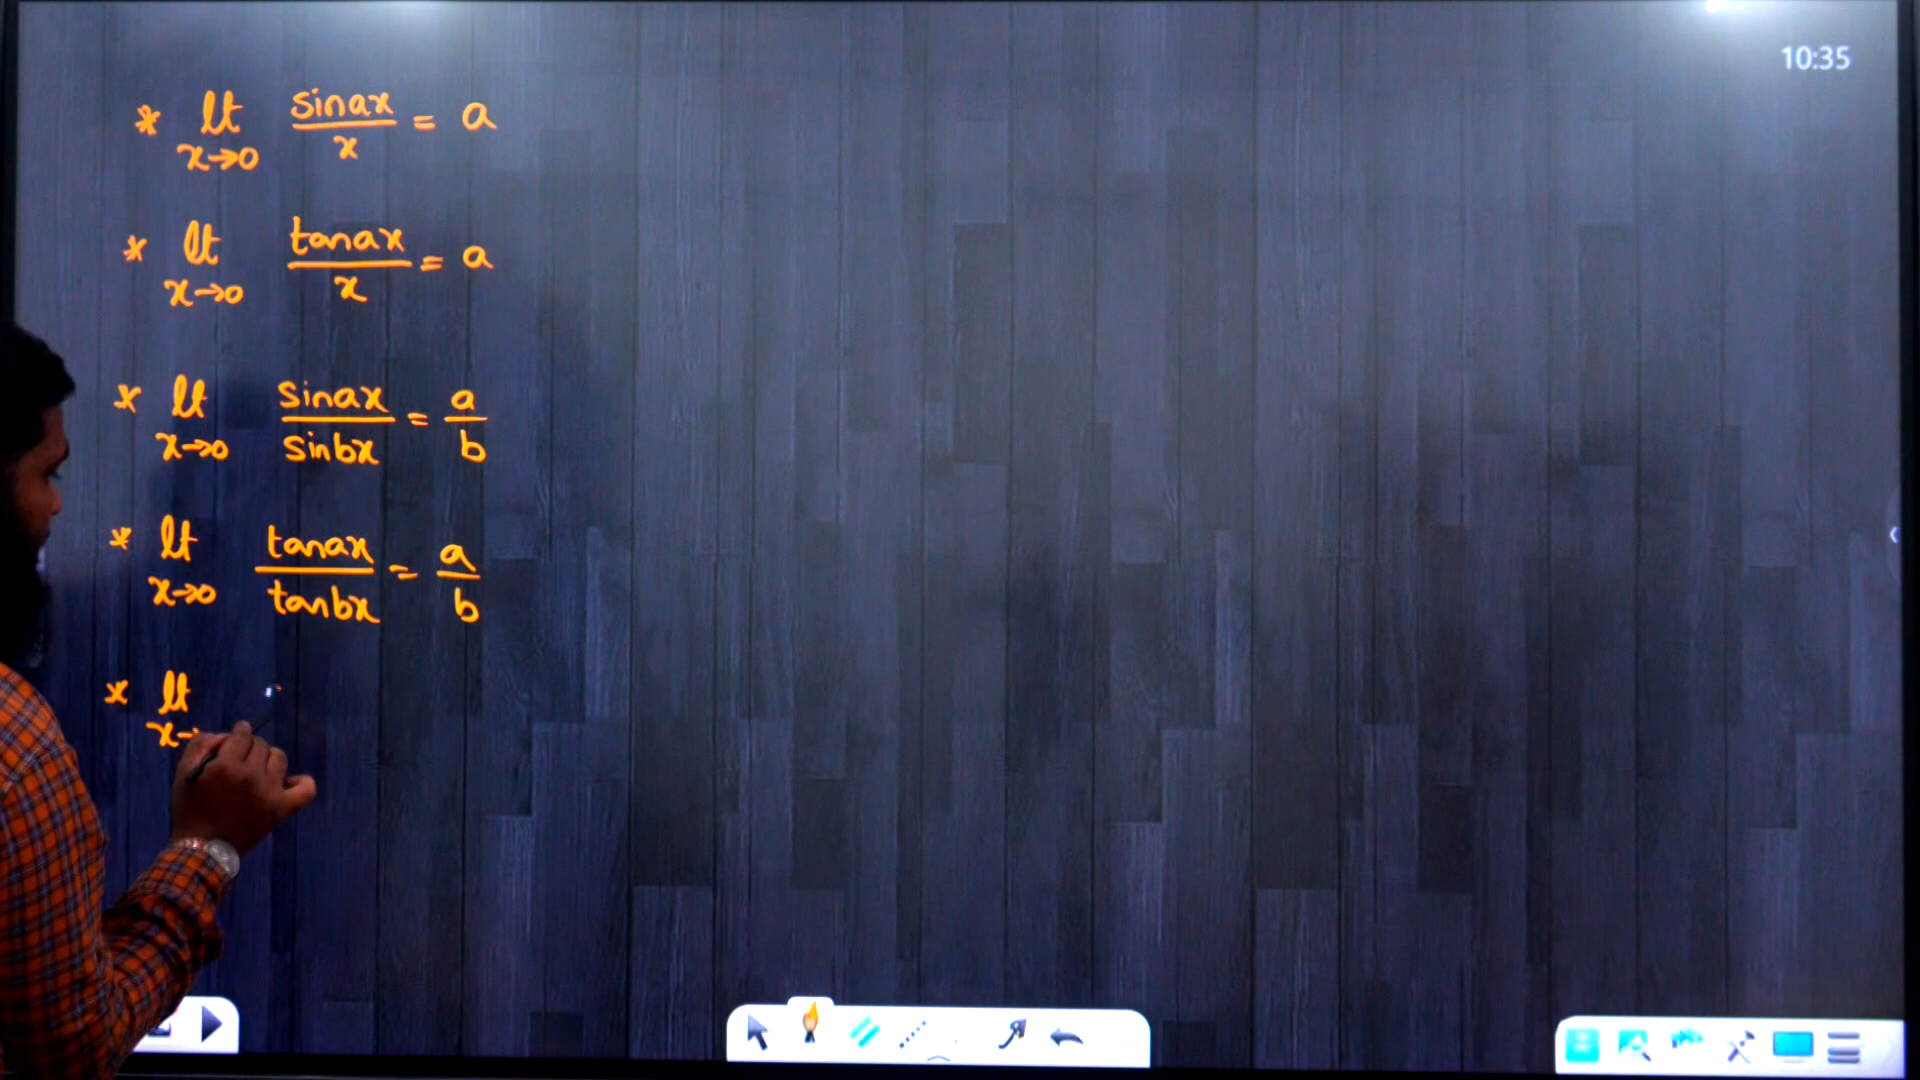 10:35
* lt x→0 sinax/x = a
* lt x→0 tanax/x = a
* lt x→0 sinax/sinbx = a/b
* lt x→0 tanax/tanbx = a/b
* lt x→